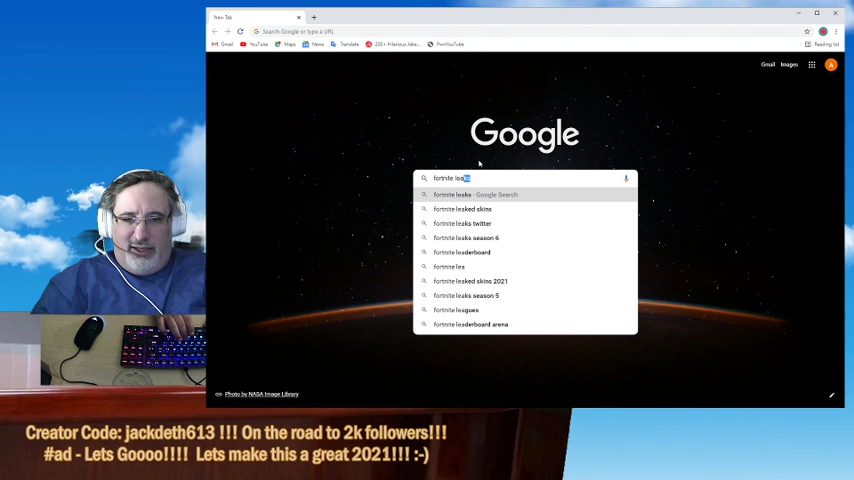 New Tab
Search Google or type a URL
Gmail YouTube Maps News Translate 200+ Hilarious Joke... PwnYouTube Reading list
Gmail Images A
Google
fortnite leaks
fortnite leaks - Google Search
fortnite leaked skins
fortnite leaks twitter
fortnite leaks season 6
fortnite leaderboard
fortnite lea
fortnite leaked skins 2021
fortnite leaks season 5
fortnite leagues
fortnite leaderboard arena
Photo by NASA Image Library
Creator Code: jackdeth613 !!! On the road to 2k followers!!!
#ad - Lets Goooo!!!! Lets make this a great 2021!!! :-)